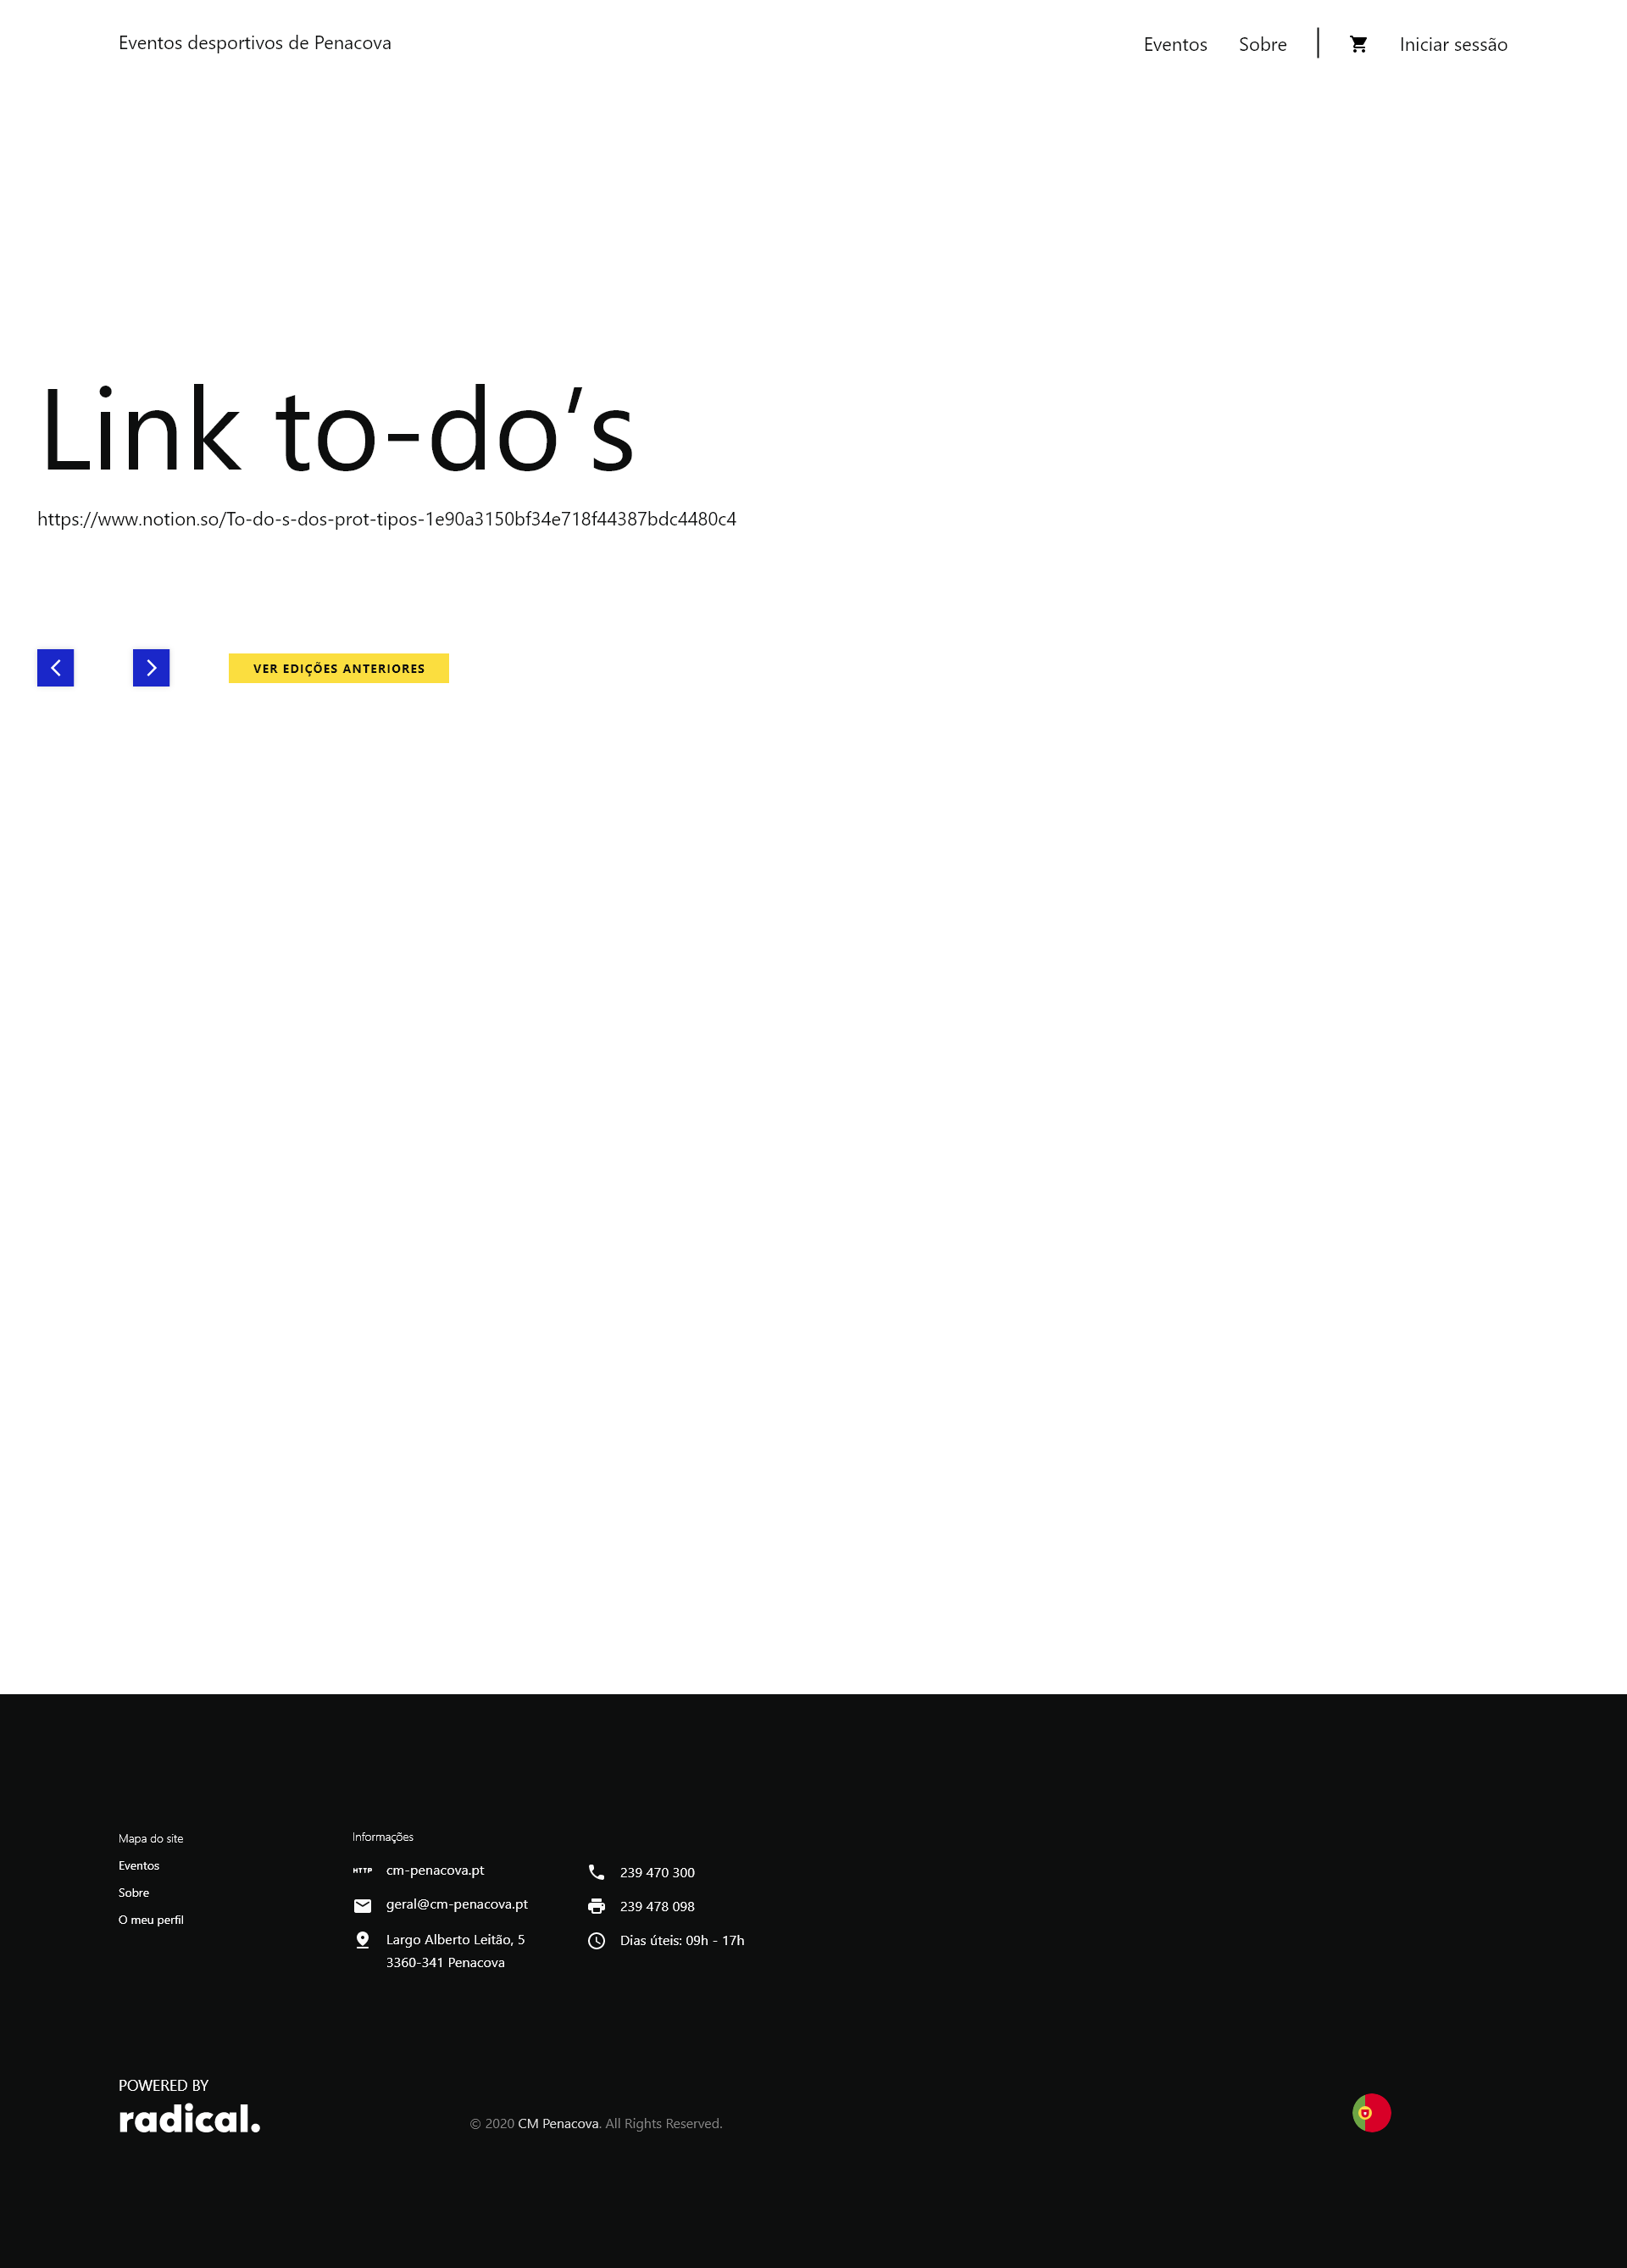 Eventos desportivos de Penacova
Eventos Sobre Iniciar sessão
Link to-do’s
https://www.notion.so/To-do-s-dos-prot-tipos-1e90a3150bf34e718f44387bdc4480c4
VER EDIÇÕES ANTERIORES
Mapa do site
Eventos
Sobre
O meu perfil
Informações
HTTP cm-penacova.pt
geral@cm-penacova.pt
Largo Alberto Leitão, 5
3360-341 Penacova
239 470 300
239 478 098
Dias úteis: 09h - 17h
POWERED BY
radical.
© 2020 CM Penacova. All Rights Reserved.